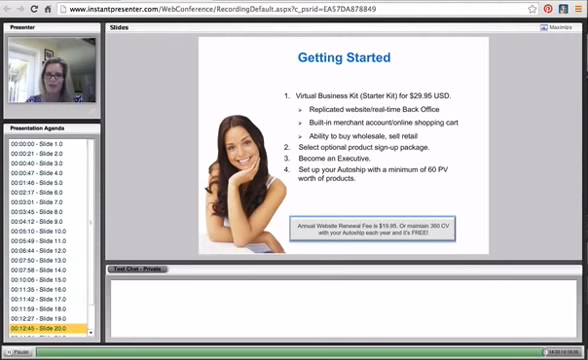 www.instantpresenter.com/WebConference/RecordingDefault.aspx?c_psrid=EA57DA878849
Presenter
Slides
Maximize
Getting Started
1. Virtual Business Kit (Starter Kit) for $29.95 USD.
➢ Replicated website/real-time Back Office
➢ Built-in merchant account/online shopping cart
➢ Ability to buy wholesale, sell retail
2. Select optional product sign-up package.
3. Become an Executive.
4. Set up your Autoship with a minimum of 60 PV
worth of products.
Annual Website Renewal Fee is $19.95. Or maintain 360 CV
with your Autoship each year and it's FREE!
Presentation Agenda
00:00:00 - Slide 1.0
00:00:21 - Slide 2.0
00:00:40 - Slide 3.0
00:00:47 - Slide 4.0
00:01:46 - Slide 5.0
00:02:17 - Slide 6.0
00:03:01 - Slide 7.0
00:03:45 - Slide 8.0
00:04:12 - Slide 9.0
00:05:41 - Slide 10.0
00:05:49 - Slide 11.0
00:06:44 - Slide 12.0
00:07:20 - Slide 13.0
00:07:58 - Slide 14.0
00:10:06 - Slide 15.0
00:11:35 - Slide 16.0
00:11:42 - Slide 17.0
00:11:59 - Slide 18.0
00:12:27 - Slide 19.0
00:12:45 - Slide 20.0
Text Chat - Private
Pause